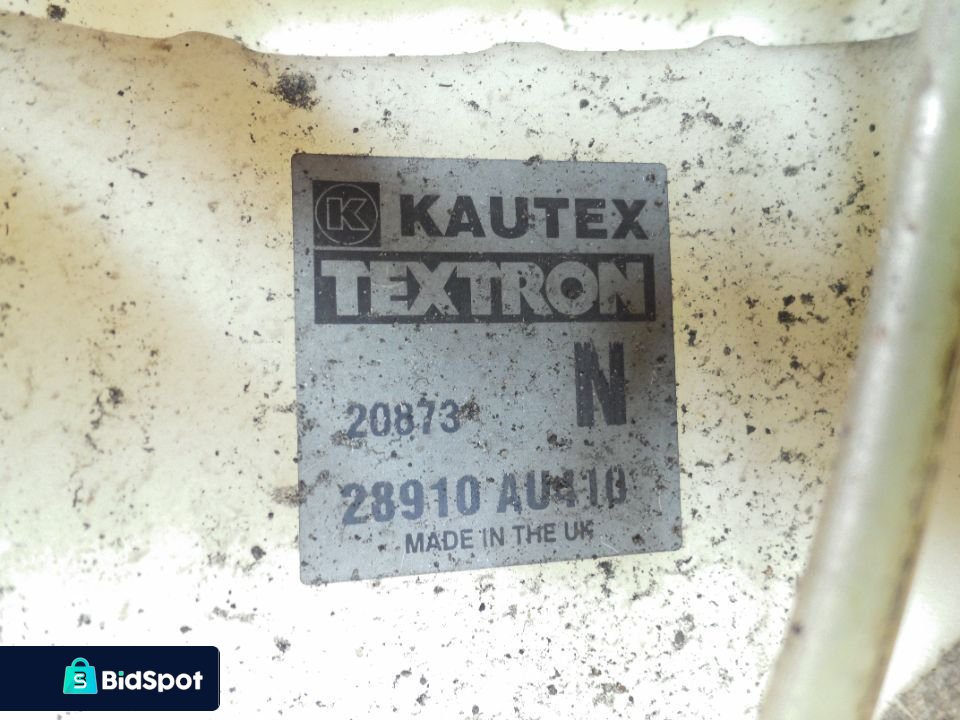 K KAUTEX
TEXTRON
N
20873
28910 AU410
MADE IN THE UK
BidSpot